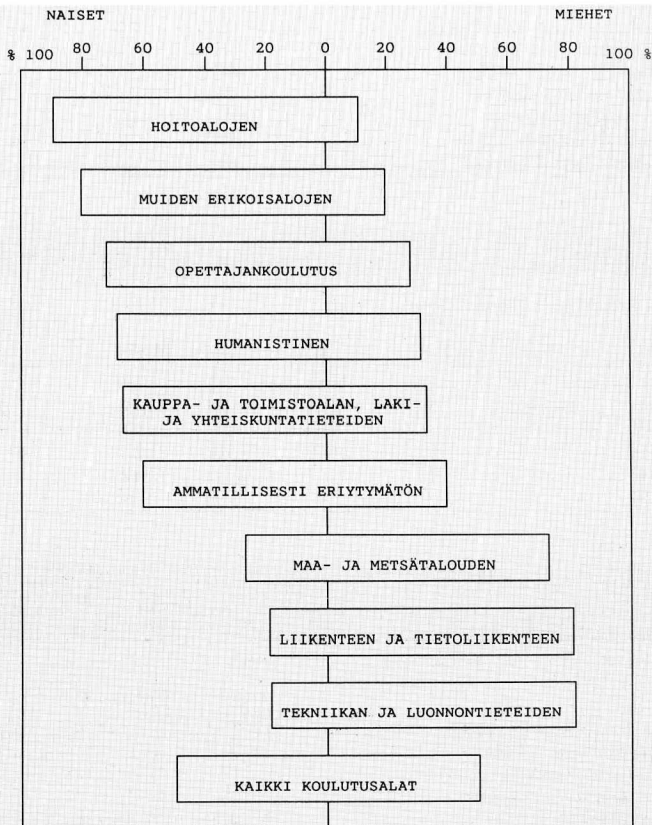 NAISET MIEHET
% 100 80 60 40 20 0 20 40 60 80 100 %
HOITOALOJEN
MUIDEN ERIKOISALOJEN
OPETTAJANKOULUTUS
HUMANISTINEN
KAUPPA- JA TOIMISTOALAN, LAKI-
JA YHTEISKUNTATIETEIDEN
AMMATILLISESTI ERIYTYMÄTÖN
MAA- JA METSÄTALOUDEN
LIIKENTEEN JA TIETOLIIKENTEEN
TEKNIIKAN JA LUONNONTIETEIDEN
KAIKKI KOULUTUSALAT